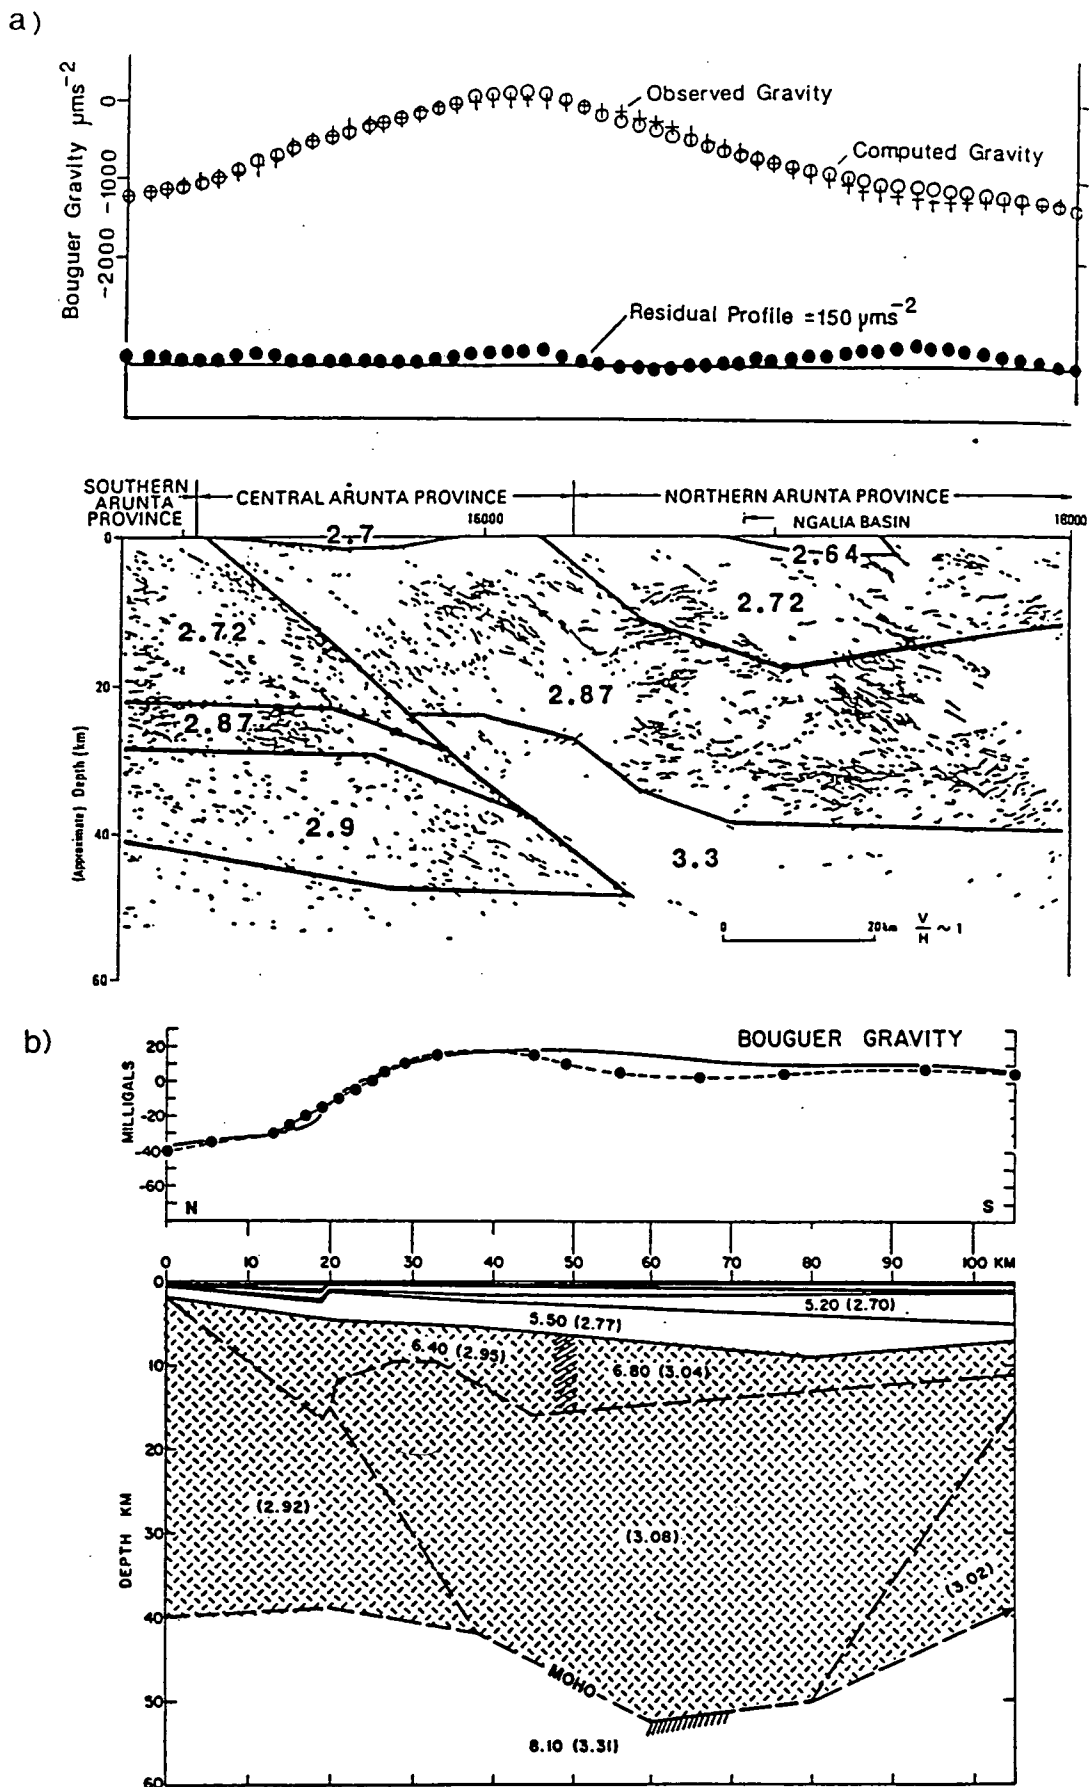 a)
Bouguer Gravity µms-2
0
-1000
-2000
Observed Gravity
Computed Gravity
Residual Profile ±150 µms-2
SOUTHERN
ARUNTA
PROVINCE
CENTRAL ARUNTA PROVINCE
NORTHERN ARUNTA PROVINCE
15000
NGALIA BASIN
16000
0
2.7
2.64
2.72
2.72
20
2.87
2.87
(Approximate) Depth (km)
2.9
40
3.3
0 20km V/H ~ 1
60
b)
BOUGUER GRAVITY
MILLIGALS
20
0
-20
-40
-60
N
S
0 10 20 30 40 50 60 70 80 90 100 KM
0
5.20 (2.70)
5.50 (2.77)
6.40 (2.95)
6.80 (3.04)
10
20
(2.92)
30
(3.08)
DEPTH KM
(3.02)
40
MOHO
50
8.10 (3.31)
60